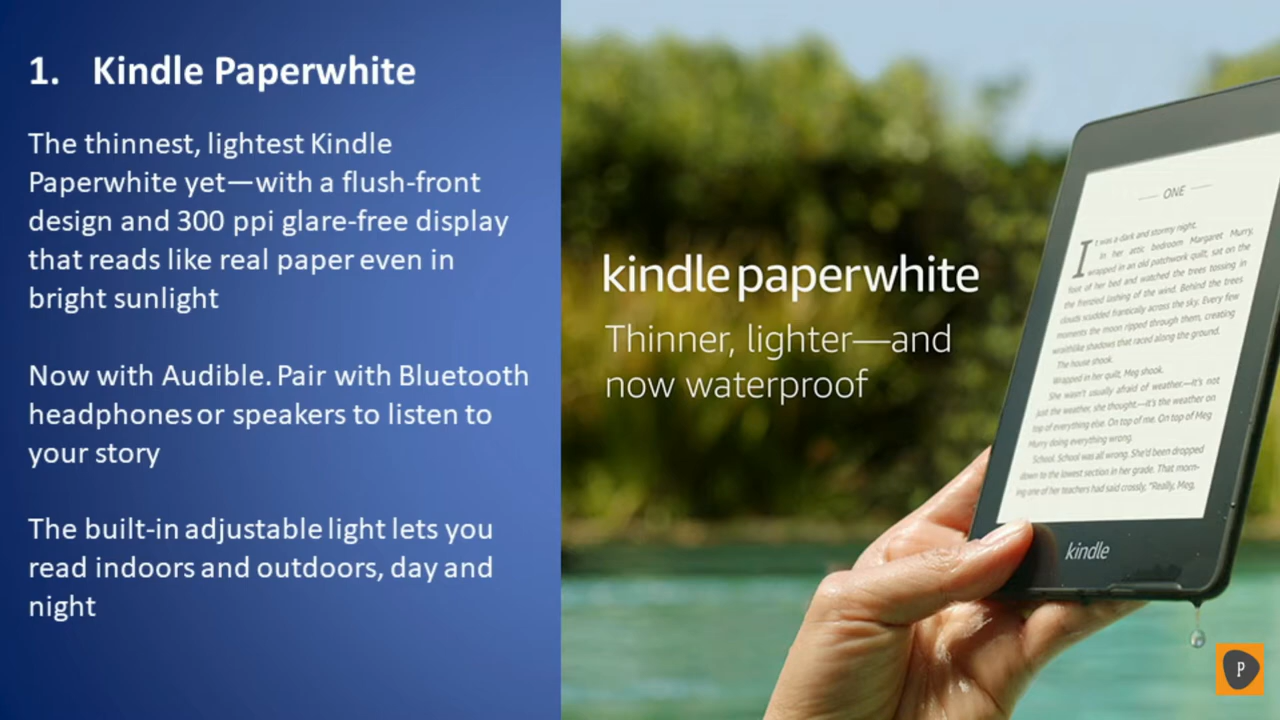 1. Kindle Paperwhite
The thinnest, lightest Kindle
Paperwhite yet—with a flush-front
design and 300 ppi glare-free display
that reads like real paper even in
bright sunlight
Now with Audible. Pair with Bluetooth
headphones or speakers to listen to
your story
The built-in adjustable light lets you
read indoors and outdoors, day and
night
kindle paperwhite
Thinner, lighter—and
now waterproof
ONE
It was a dark and stormy night.
In her attic bedroom Margaret Murry,
wrapped in an old patchwork quilt, sat on the
foot of her bed and watched the trees tossing in
the frenzied lashing of the wind. Behind the trees
clouds scudded frantically across the sky. Every few
moments the moon ripped through them, creating
wraithlike shadows that raced along the ground.
The house shook.
Wrapped in her quilt, Meg shook.
She wasn't usually afraid of weather.—It's not
just the weather, she thought.—It's the weather on
top of everything else. On top of me. On top of Meg
Murry doing everything wrong.
School. School was all wrong. She'd been dropped
down to the lowest section in her grade. That morn-
ing one of her teachers had said crossly, "Really, Meg,
kindle
P